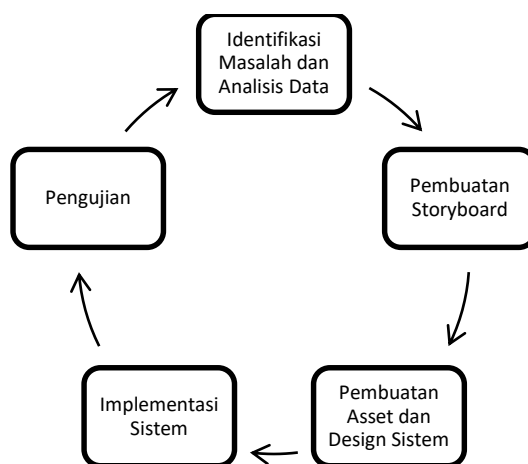 Identifikasi
Masalah dan
Analisis Data
Pembuatan
Storyboard
Pembuatan
Asset dan
Design Sistem
Implementasi
Sistem
Pengujian